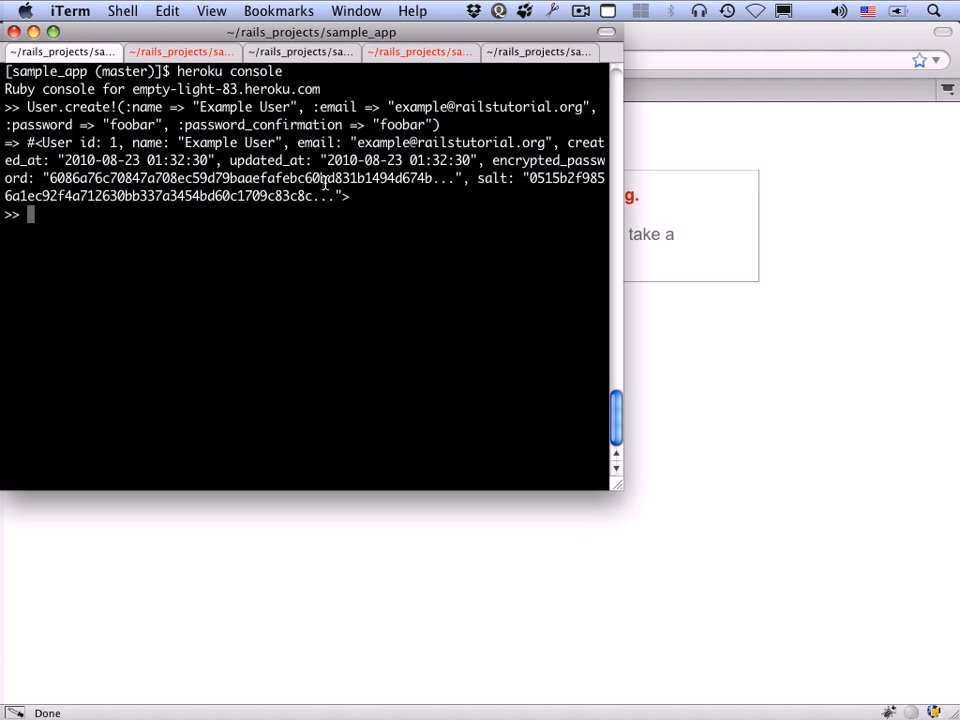 iTerm Shell Edit View Bookmarks Window Help
~/rails_projects/sample_app
~/rails_projects/sa... ~/rails_projects/sa... ~/rails_projects/sa... ~/rails_projects/sa... ~/rails_projects/sa...
[sample_app (master)]$ heroku console
Ruby console for empty-light-83.heroku.com
>> User.create!(:name => "Example User", :email => "example@railstutorial.org",
:password => "foobar", :password_confirmation => "foobar")
=> #<User id: 1, name: "Example User", email: "example@railstutorial.org", creat
ed_at: "2010-08-23 01:32:30", updated_at: "2010-08-23 01:32:30", encrypted_passw
ord: "6086a76c70847a708ec59d79baaefafebc60bd831b1494d674b...", salt: "0515b2f985
6a1ec92f4a712630bb337a3454bd60c1709c83c8c...">
>>
g.
take a
Done